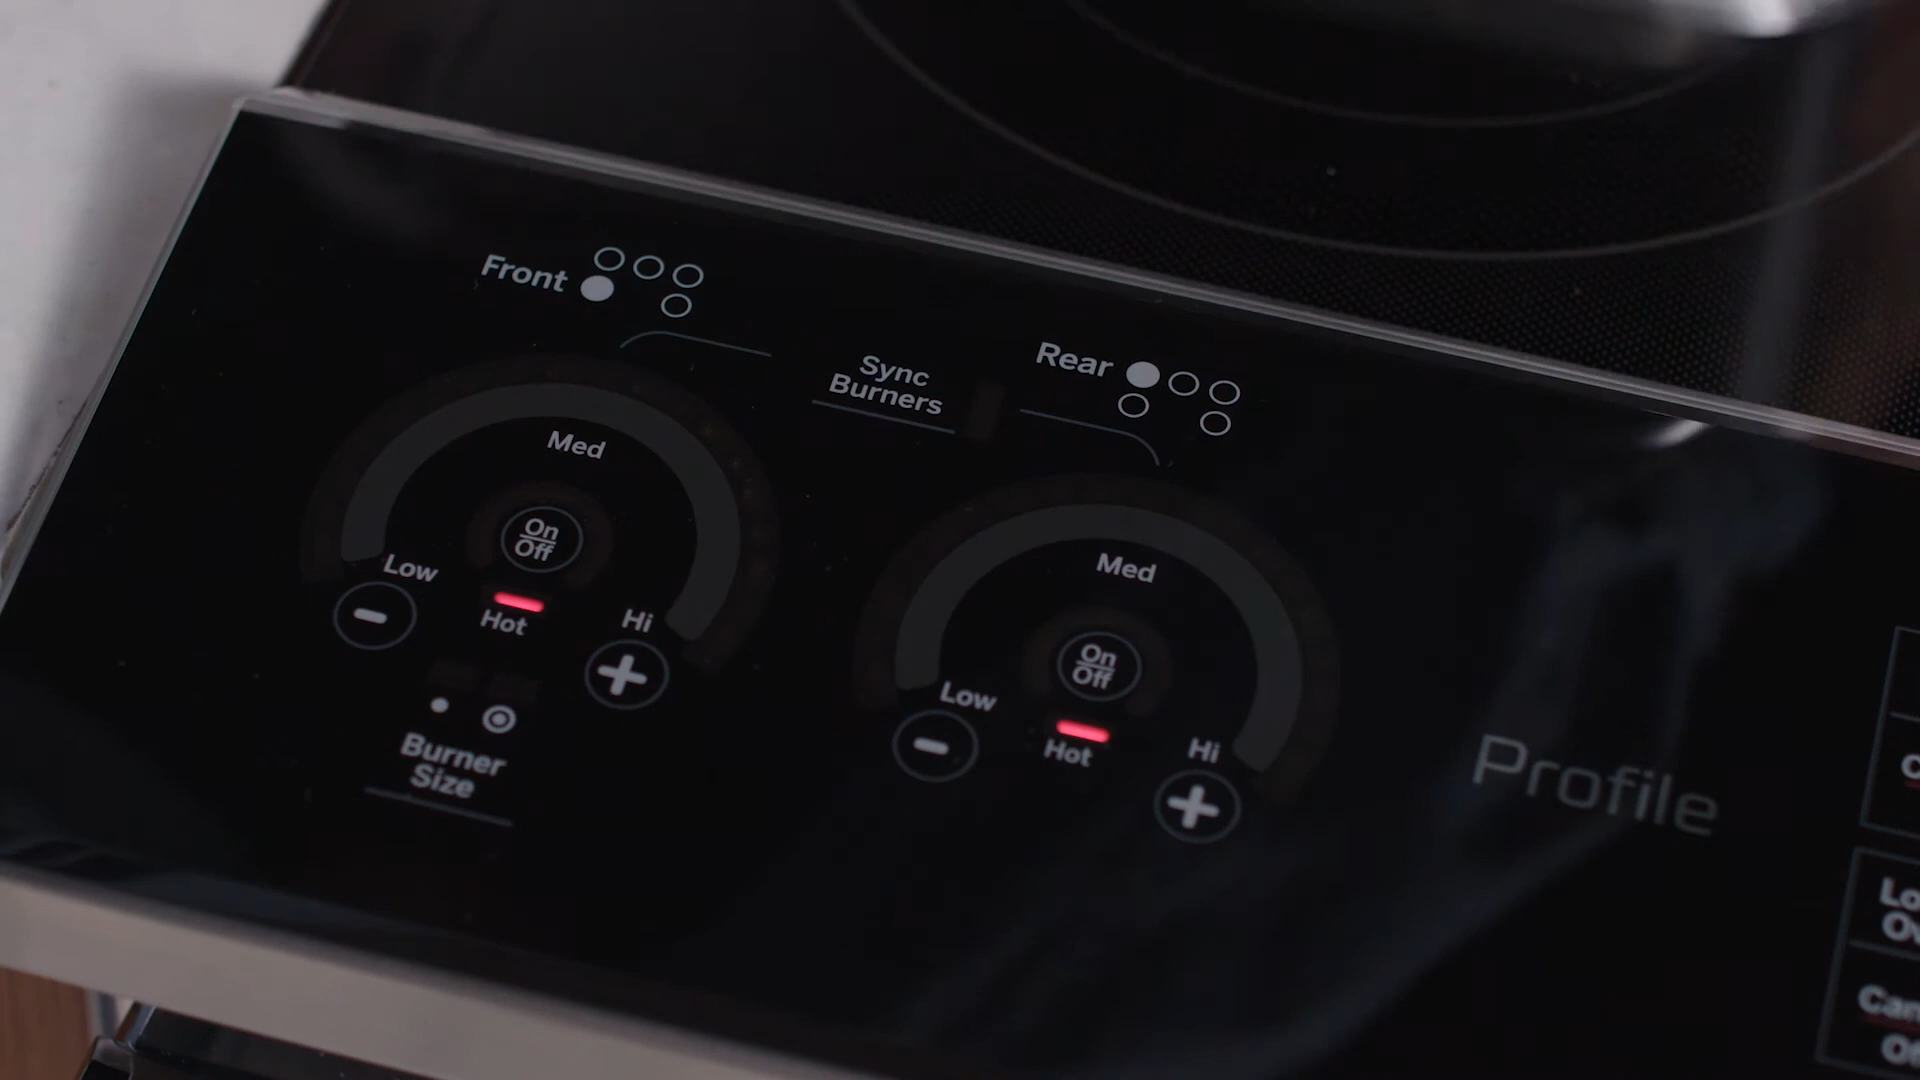 Front
Rear
Sync
Burners
Med
On
Off
Low
Hot
Hi
Burner
Size
Med
On
Off
Low
Hot
Hi
Profile